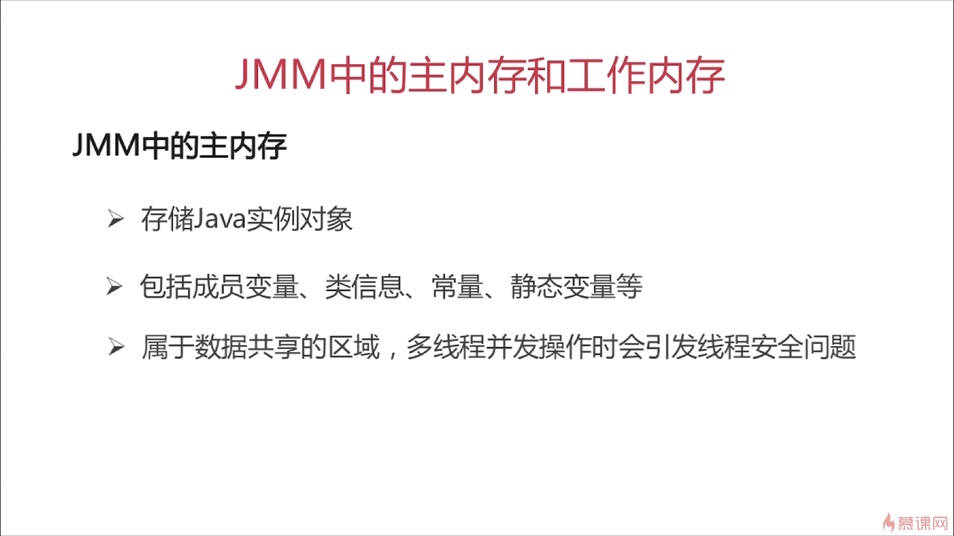 JMM中的主内存和工作内存
JMM中的主内存
存储Java实例对象
包括成员变量、类信息、常量、静态变量等
属于数据共享的区域，多线程并发操作时会引发线程安全问题
慕课网